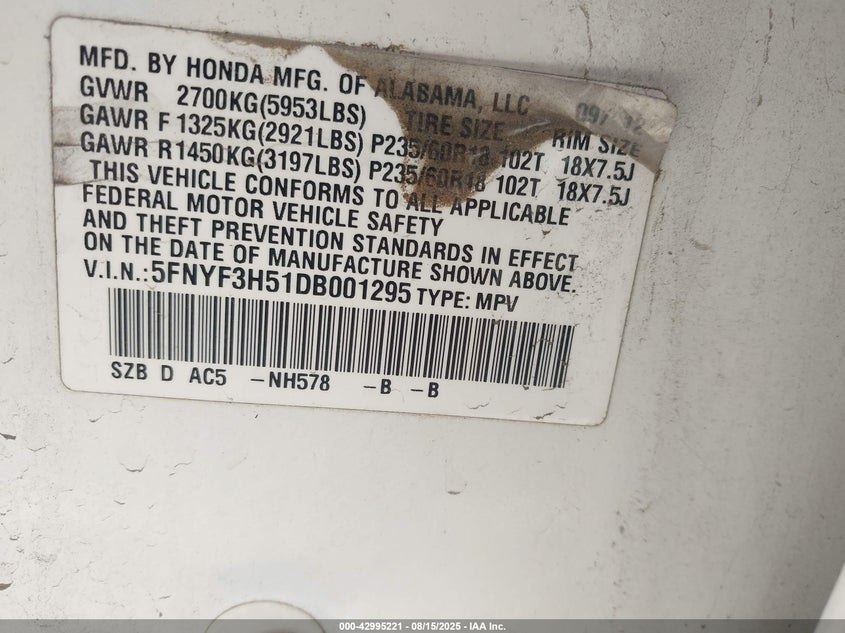 MFD. BY HONDA MFG. OF ALABAMA, LLC 09/12
GVWR 2700KG(5953LBS) TIRE SIZE RIM SIZE
GAWR F 1325KG(2921LBS) P235/60R18 102T 18X7.5J
GAWR R1450KG(3197LBS) P235/60R18 102T 18X7.5J
THIS VEHICLE CONFORMS TO ALL APPLICABLE
FEDERAL MOTOR VEHICLE SAFETY
AND THEFT PREVENTION STANDARDS IN EFFECT
ON THE DATE OF MANUFACTURE SHOWN ABOVE.
V.I.N.:5FNYF3H51DB001295 TYPE: MPV
SZB D AC5 -NH578 -B -B
000-42995221 - 08/15/2025 - IAA Inc.